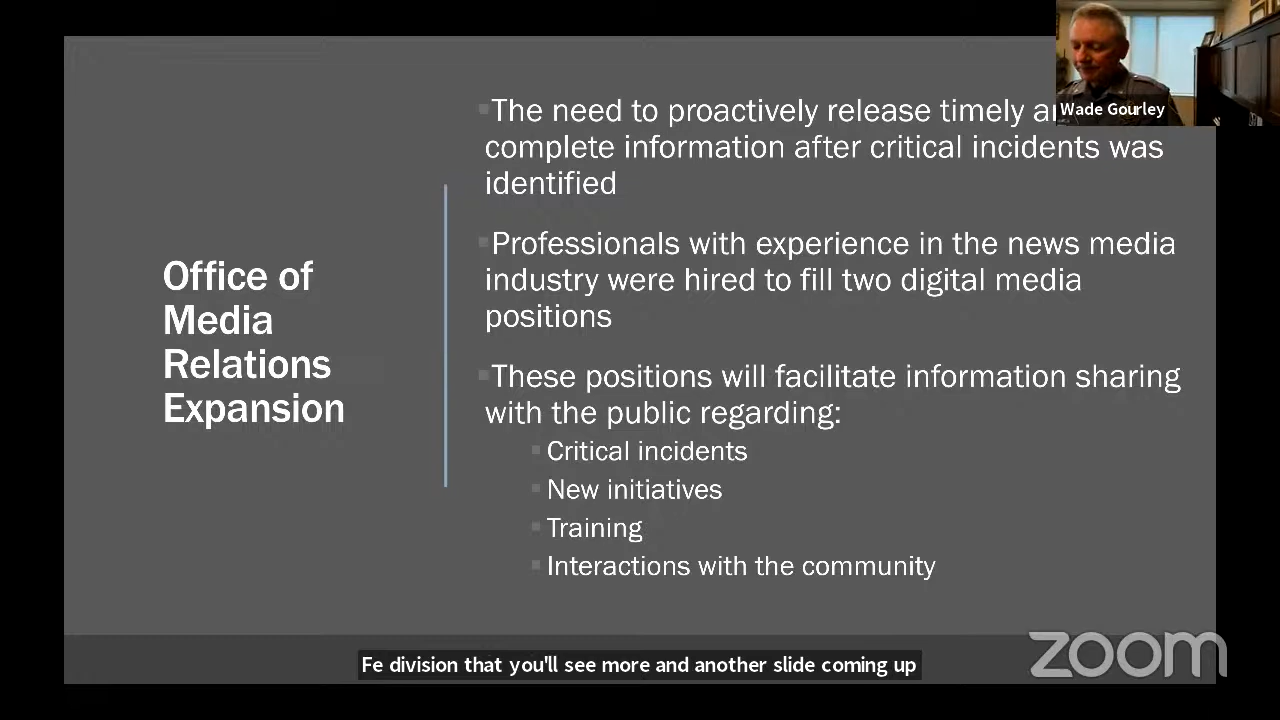 Wade Gourley
Office of
Media
Relations
Expansion
The need to proactively release timely
complete information after critical incidents was
identified
Professionals with experience in the news media
industry were hired to fill two digital media
positions
These positions will facilitate information sharing
with the public regarding:
Critical incidents
New initiatives
Training
Interactions with the community
Fe division that you'll see more and another slide coming up
zoom